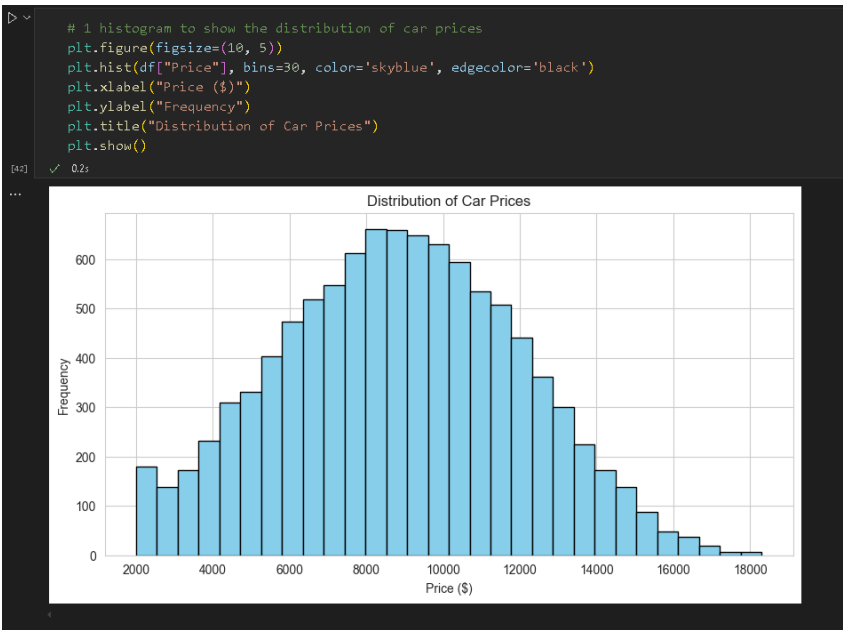 # 1 histogram to show the distribution of car prices
plt.figure(figsize=(10, 5))
plt.hist(df["Price"], bins=30, color='skyblue', edgecolor='black')
plt.xlabel("Price ($)")
plt.ylabel("Frequency")
plt.title("Distribution of Car Prices")
plt.show()
[42] ✓ 0.2s
...
Distribution of Car Prices
600
500
400
300
200
100
0
Frequency
2000 4000 6000 8000 10000 12000 14000 16000 18000
Price ($)